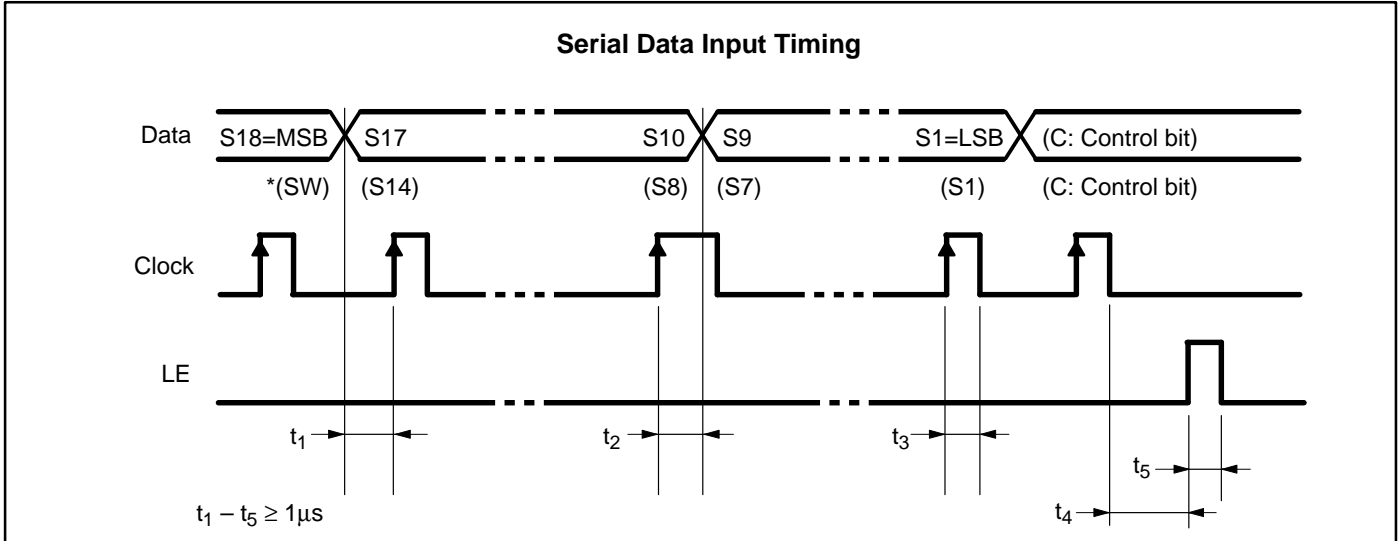 Serial Data Input Timing
Data S18=MSB S17 S10 S9 S1=LSB (C: Control bit)
*(SW) (S14) (S8) (S7) (S1) (C: Control bit)
Clock
LE
t1 t2 t3
t5
t1 – t5 ≥ 1μs t4